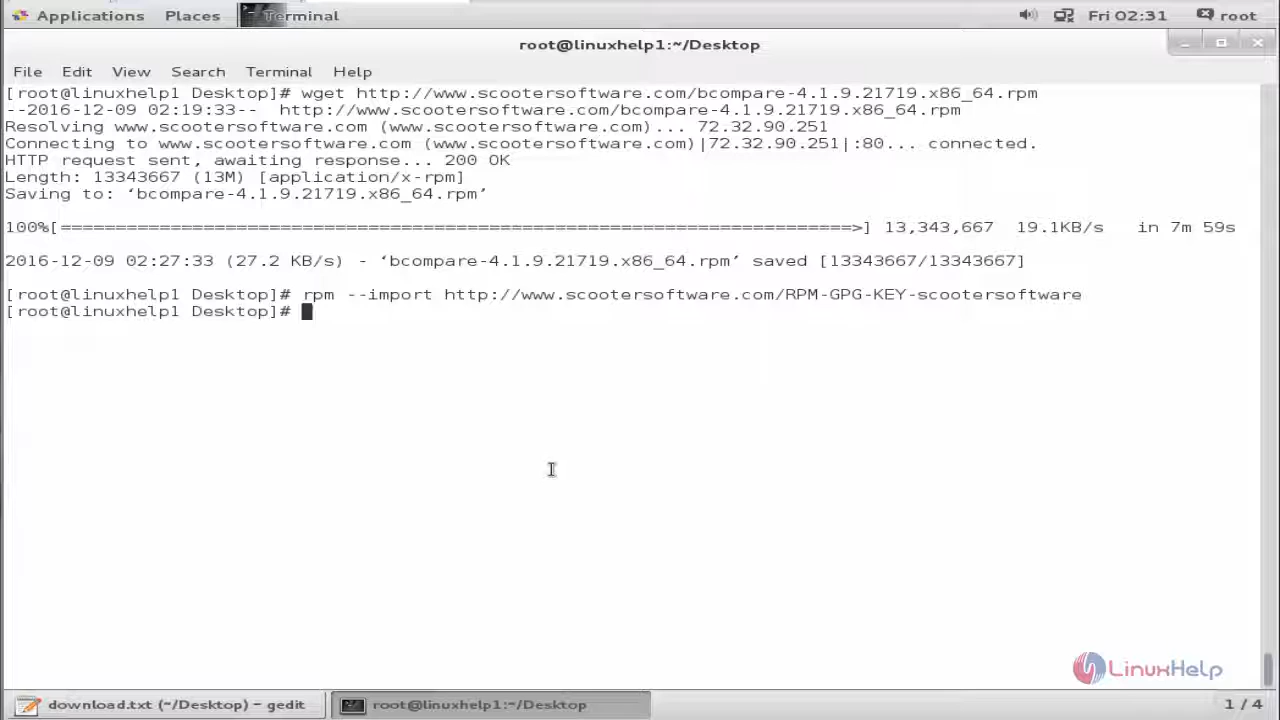 Applications Places Terminal Fri 02:31 root
root@linuxhelp1:~/Desktop
File Edit View Search Terminal Help
[root@linuxhelp1 Desktop]# wget http://www.scootersoftware.com/bcompare-4.1.9.21719.x86_64.rpm
--2016-12-09 02:19:33-- http://www.scootersoftware.com/bcompare-4.1.9.21719.x86_64.rpm
Resolving www.scootersoftware.com (www.scootersoftware.com)... 72.32.90.251
Connecting to www.scootersoftware.com (www.scootersoftware.com)|72.32.90.251|:80... connected.
HTTP request sent, awaiting response... 200 OK
Length: 13343667 (13M) [application/x-rpm]
Saving to: ‘bcompare-4.1.9.21719.x86_64.rpm’
100%[========================================================================>] 13,343,667 19.1KB/s in 7m 59s
2016-12-09 02:27:33 (27.2 KB/s) - ‘bcompare-4.1.9.21719.x86_64.rpm’ saved [13343667/13343667]
[root@linuxhelp1 Desktop]# rpm --import http://www.scootersoftware.com/RPM-GPG-KEY-scootersoftware
[root@linuxhelp1 Desktop]#
LinuxHelp
download.txt (~/Desktop) - gedit root@linuxhelp1:~/Desktop 1 / 4